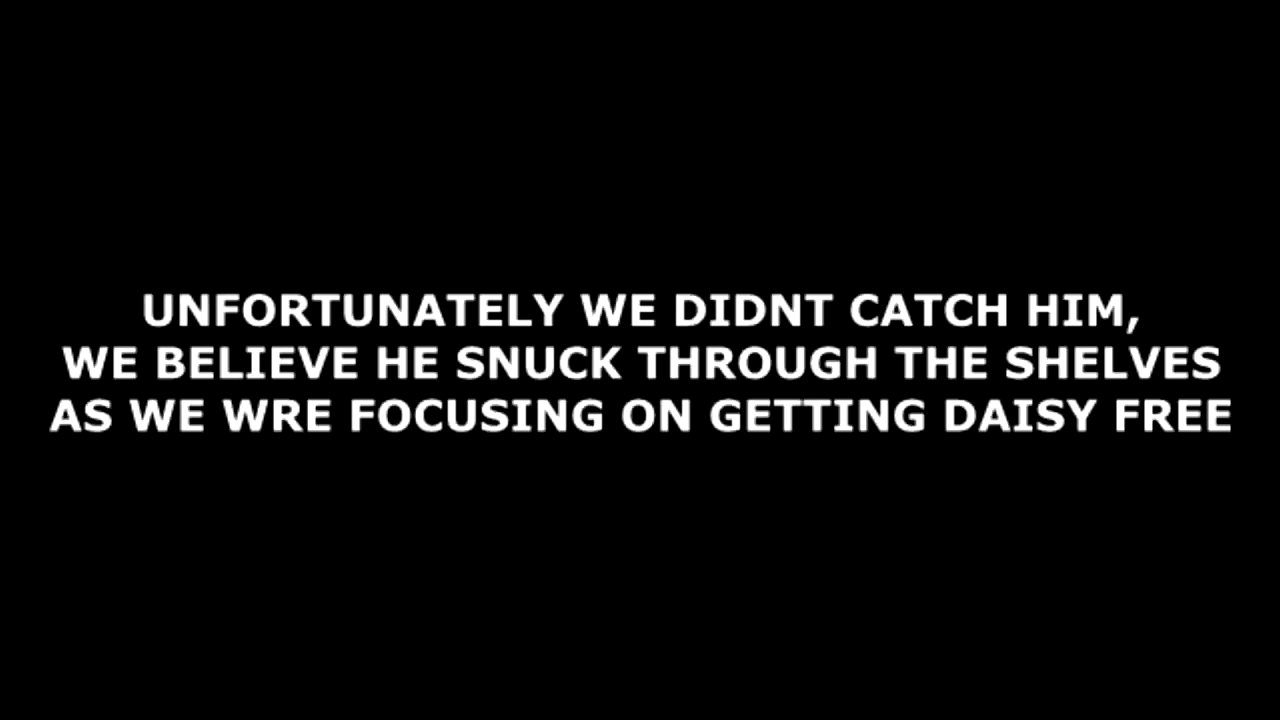 UNFORTUNATELY WE DIDNT CATCH HIM,
WE BELIEVE HE SNUCK THROUGH THE SHELVES
AS WE WRE FOCUSING ON GETTING DAISY FREE